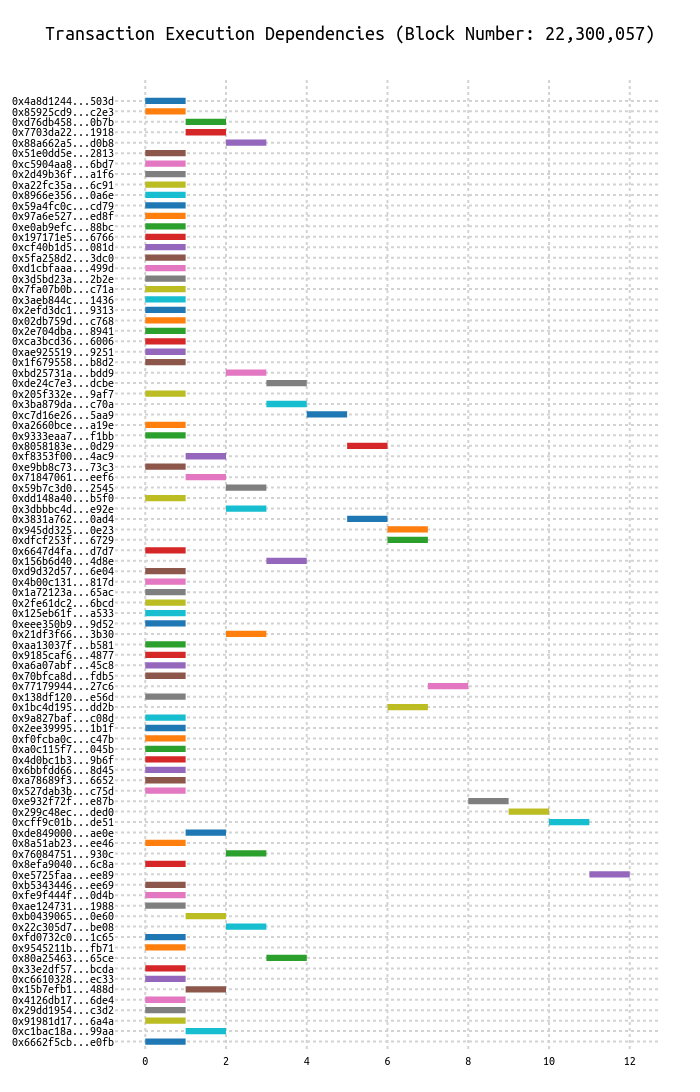 Transaction Execution Dependencies (Block Number: 22,300,057)
0x4a8d1244...503d
0x85925cd9...c2e3
0xd76db458...0b7b
0x7703da22...1918
0x88a662a5...d0b8
0x51e0dd5e...2813
0xc5904aa8...6bd7
0x2d49b36f...a1f6
0xa22fc35a...6c91
0x8966e356...0a6e
0x59a4fc0c...cd79
0x97a6e527...ed8f
0xe0ab9efc...88bc
0x197171e5...6766
0xcf40b1d5...081d
0x5fa258d2...3dc0
0xd1cbfaaa...499d
0x3d5bd23a...2b2e
0x7fa07b0b...c71a
0x3aeb844c...1436
0x2efd3dc1...9313
0x02db759d...c768
0x2e704dba...8941
0xca3bcd36...6006
0xae925519...9251
0x1f679558...b8d2
0xbd25731a...bdd9
0xde24c7e3...dcbe
0x205f332e...9af7
0x3ba879da...c70a
0xc7d16e26...5aa9
0xa2660bce...a19e
0x9333eaa7...f1bb
0x8058183e...0d29
0xf8353f00...4ac9
0xe9bb8c73...73c3
0x71847061...eef6
0x59b7c3d0...2545
0xdd148a40...b5f0
0x3dbbbc4d...e92e
0x3831a762...0ad4
0x945dd325...0e23
0xdfcf253f...6729
0x6647d4fa...d7d7
0x156b6d40...4d8e
0xd9d32d57...6e04
0x4b00c131...817d
0x1a72123a...65ac
0x2fe61dc2...6bcd
0x125eb61f...a533
0xeee350b9...9d52
0x21df3f66...3b30
0xaa13037f...b581
0x9185caf6...4877
0xa6a07abf...45c8
0x70bfca8d...fdb5
0x77179944...27c6
0x138df120...e56d
0x1bc4d195...dd2b
0x9a827baf...c08d
0x2ee39995...1b1f
0xf0fcba0c...c47b
0xa0c115f7...045b
0x4d0bc1b3...9b6f
0x6bbfdd66...8d45
0xa78689f3...6652
0x527dab3b...c75d
0xe932f72f...e87b
0x299c48ec...ded0
0xcff9c01b...de51
0xde849000...ae0e
0x8a51ab23...ee46
0x76084751...930c
0x8efa9040...6c8a
0xe5725faa...ee89
0xb5343446...ee69
0xfe9f444f...0d4b
0xae124731...1988
0xb0439065...0e60
0x22c305d7...be08
0xfd0732c0...1c65
0x9545211b...fb71
0x80a25463...65ce
0x33e2df57...bcda
0xc6610328...ec33
0x15b7efb1...488d
0x4126db17...6de4
0x29dd1954...c3d2
0x91981d17...6a4a
0xc1bac18a...99aa
0x6662f5cb...e0fb
0 2 4 6 8 10 12